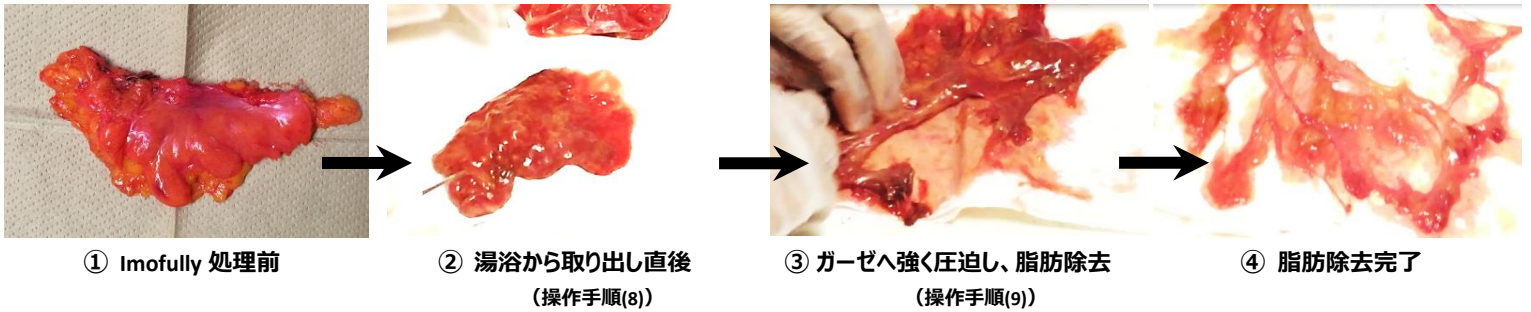 ① Imofully 処理前
② 湯浴から取り出し直後
（操作手順(8)）
③ ガーゼへ強く圧迫し、脂肪除去
（操作手順(9)）
④ 脂肪除去完了